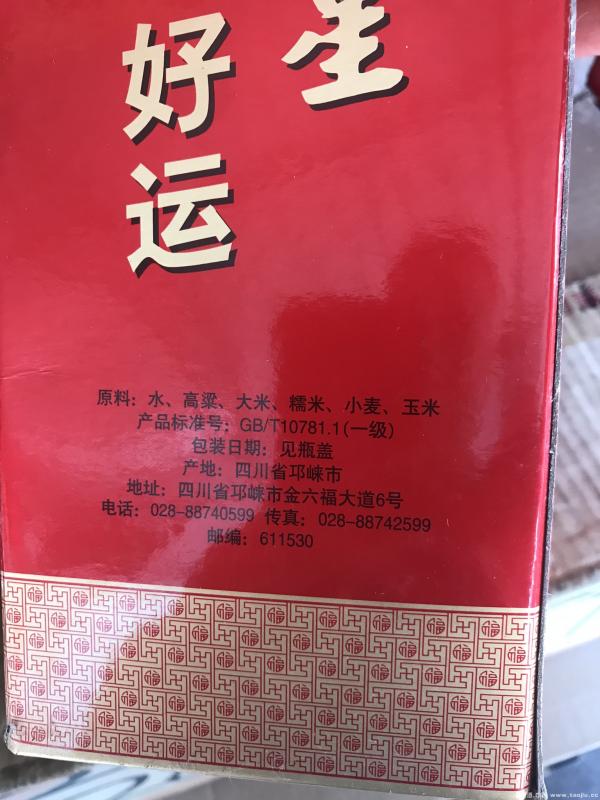 星
好运
原料：水、高粱、大米、糯米、小麦、玉米
产品标准号：GB/T10781.1(一级)
包装日期：见瓶盖
产地：四川省邛崃市
地址：四川省邛崃市金六福大道6号
电话：028-88740599 传真：028-88742599
邮编：611530
www.taojiu.cc